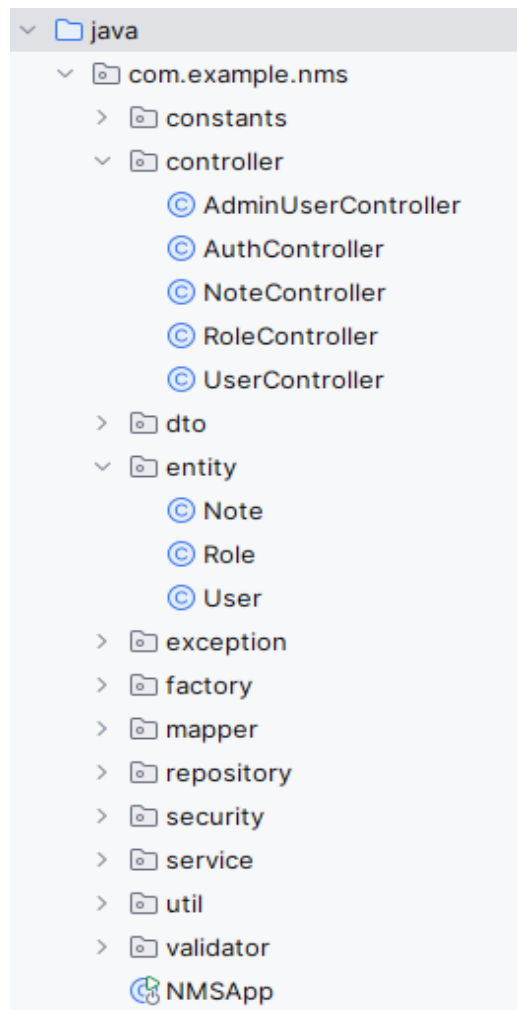 java
com.example.nms
constants
controller
AdminUserController
AuthController
NoteController
RoleController
UserController
dto
entity
Note
Role
User
exception
factory
mapper
repository
security
service
util
validator
NMSApp